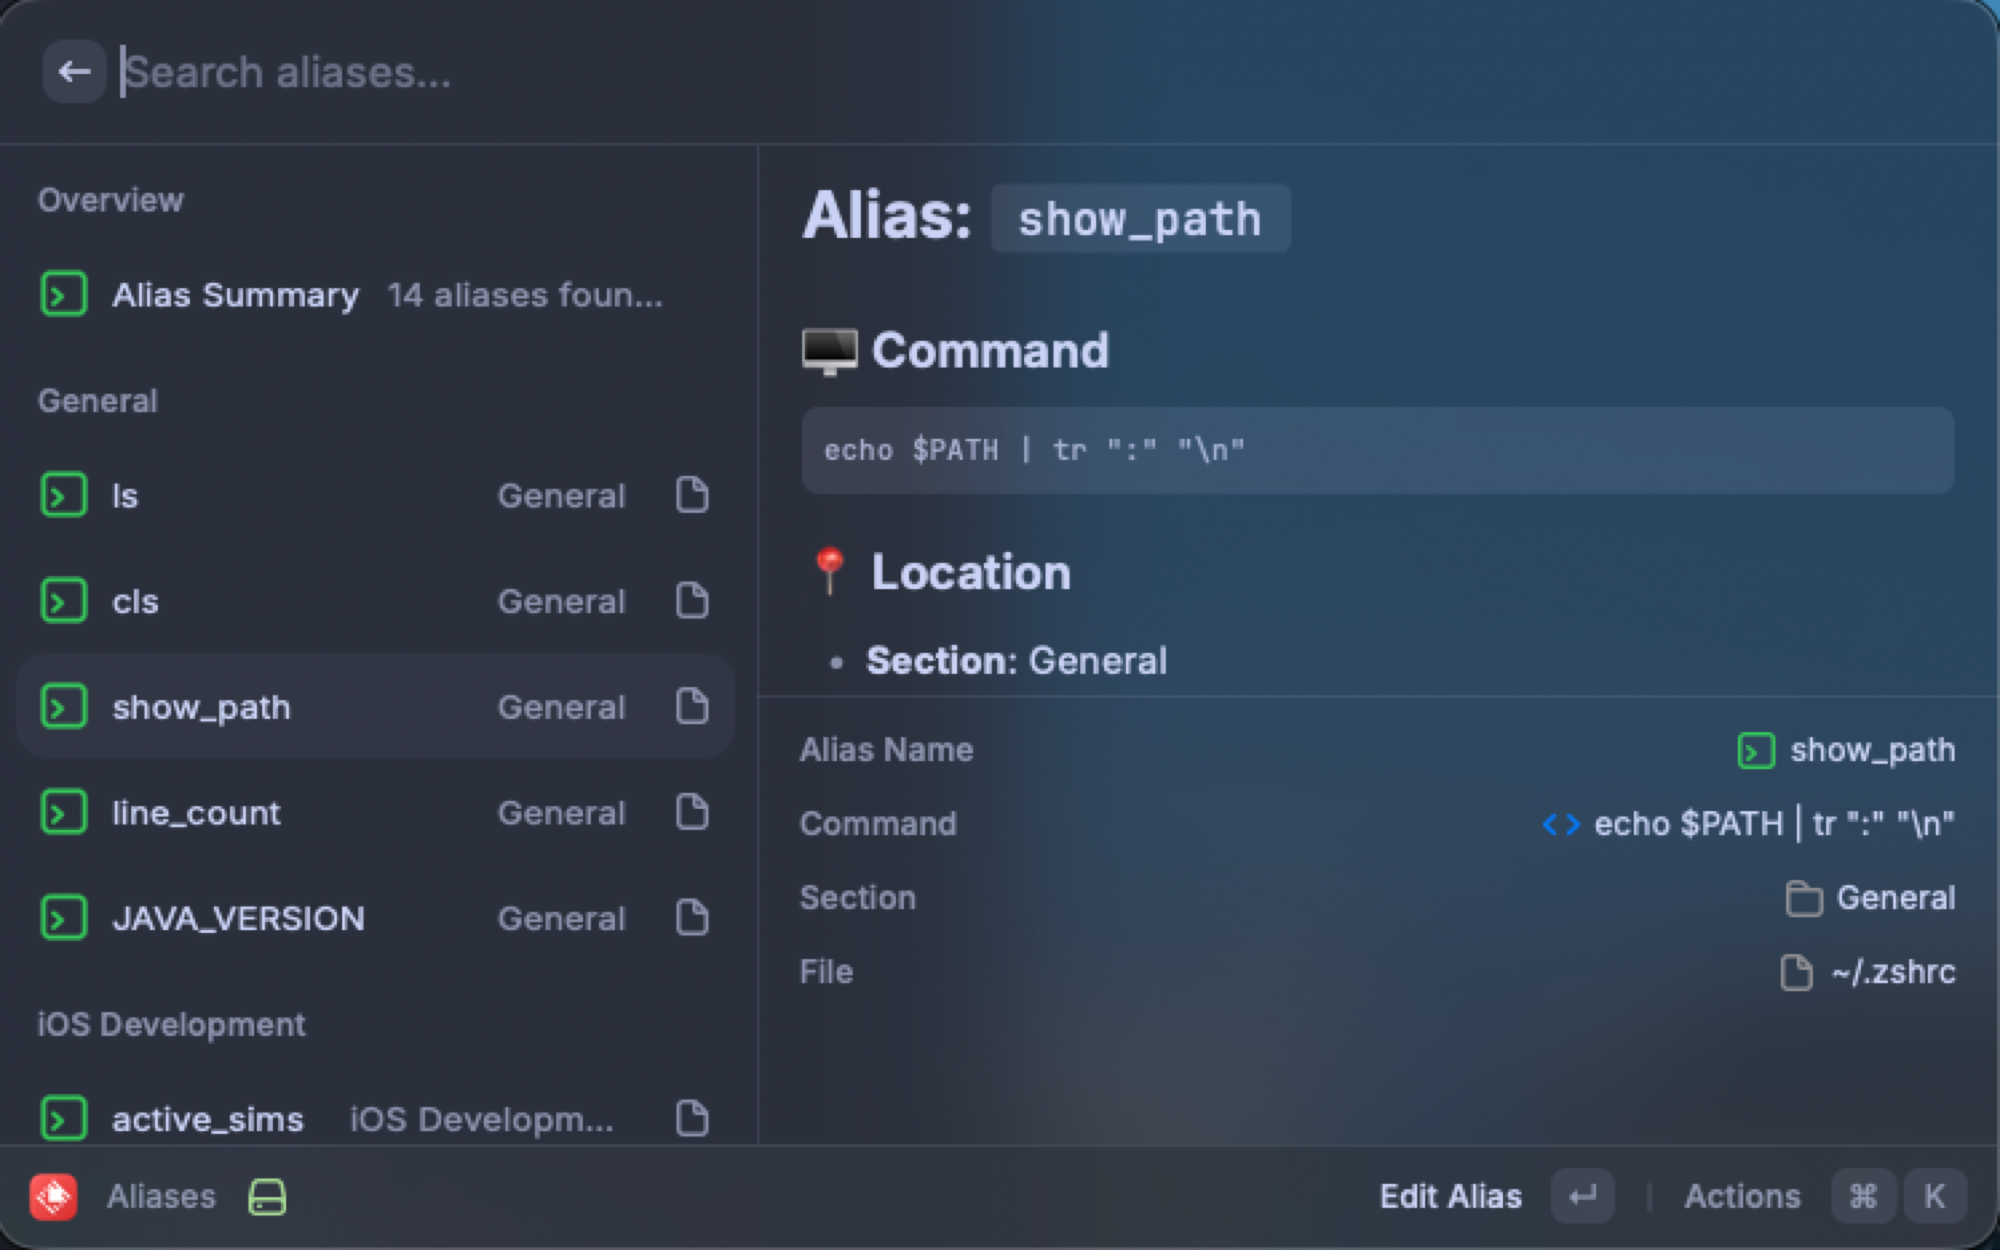 Search aliases...
Overview
Alias Summary 14 aliases foun...
General
ls General
cls General
show_path General
line_count General
JAVA_VERSION General
iOS Development
active_sims iOS Developm...
Alias: show_path
Command
echo $PATH | tr ":" "\n"
Location
• Section: General
Alias Name show_path
Command <> echo $PATH | tr ":" "\n"
Section General
File ~/.zshrc
Aliases
Edit Alias ↵ | Actions ⌘ K